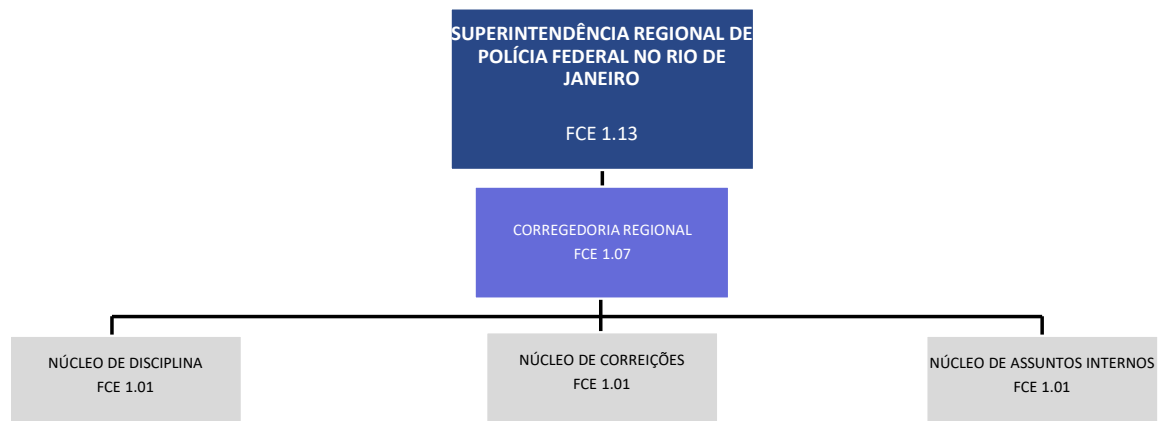 SUPERINTENDÊNCIA REGIONAL DE
POLÍCIA FEDERAL NO RIO DE
JANEIRO
FCE 1.13
CORREGEDORIA REGIONAL
FCE 1.07
NÚCLEO DE DISCIPLINA
FCE 1.01
NÚCLEO DE CORREIÇÕES
FCE 1.01
NÚCLEO DE ASSUNTOS INTERNOS
FCE 1.01